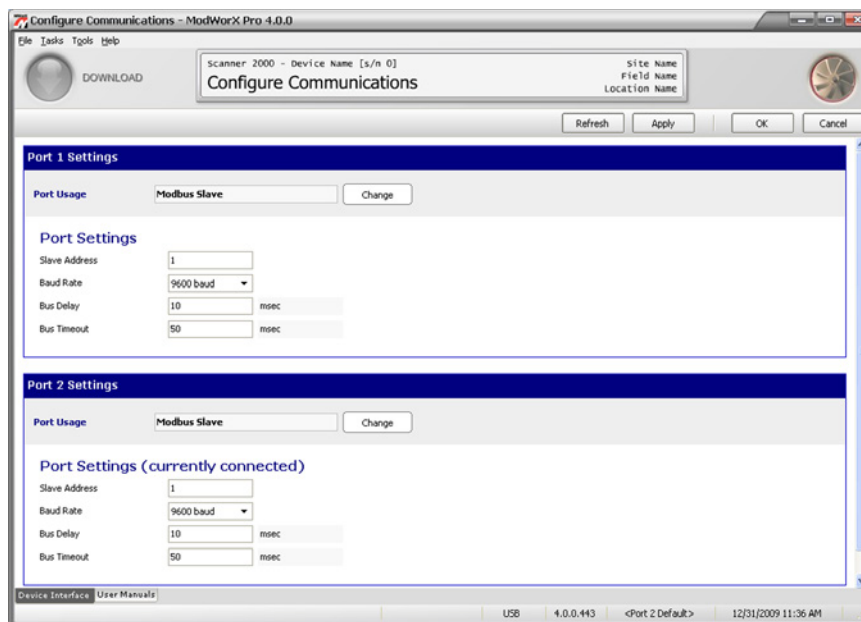 Configure Communications - ModWorX Pro 4.0.0
File Tasks Tools Help
DOWNLOAD
Scanner 2000 - Device Name [s/n 0]
Configure Communications
Site Name
Field Name
Location Name
Refresh Apply OK Cancel
Port 1 Settings
Port Usage Modbus Slave Change
Port Settings
Slave Address 1
Baud Rate 9600 baud
Bus Delay 10 msec
Bus Timeout 50 msec
Port 2 Settings
Port Usage Modbus Slave Change
Port Settings (currently connected)
Slave Address 1
Baud Rate 9600 baud
Bus Delay 10 msec
Bus Timeout 50 msec
Device Interface User Manuals
USB 4.0.0.443 <Port 2 Default> 12/31/2009 11:36 AM